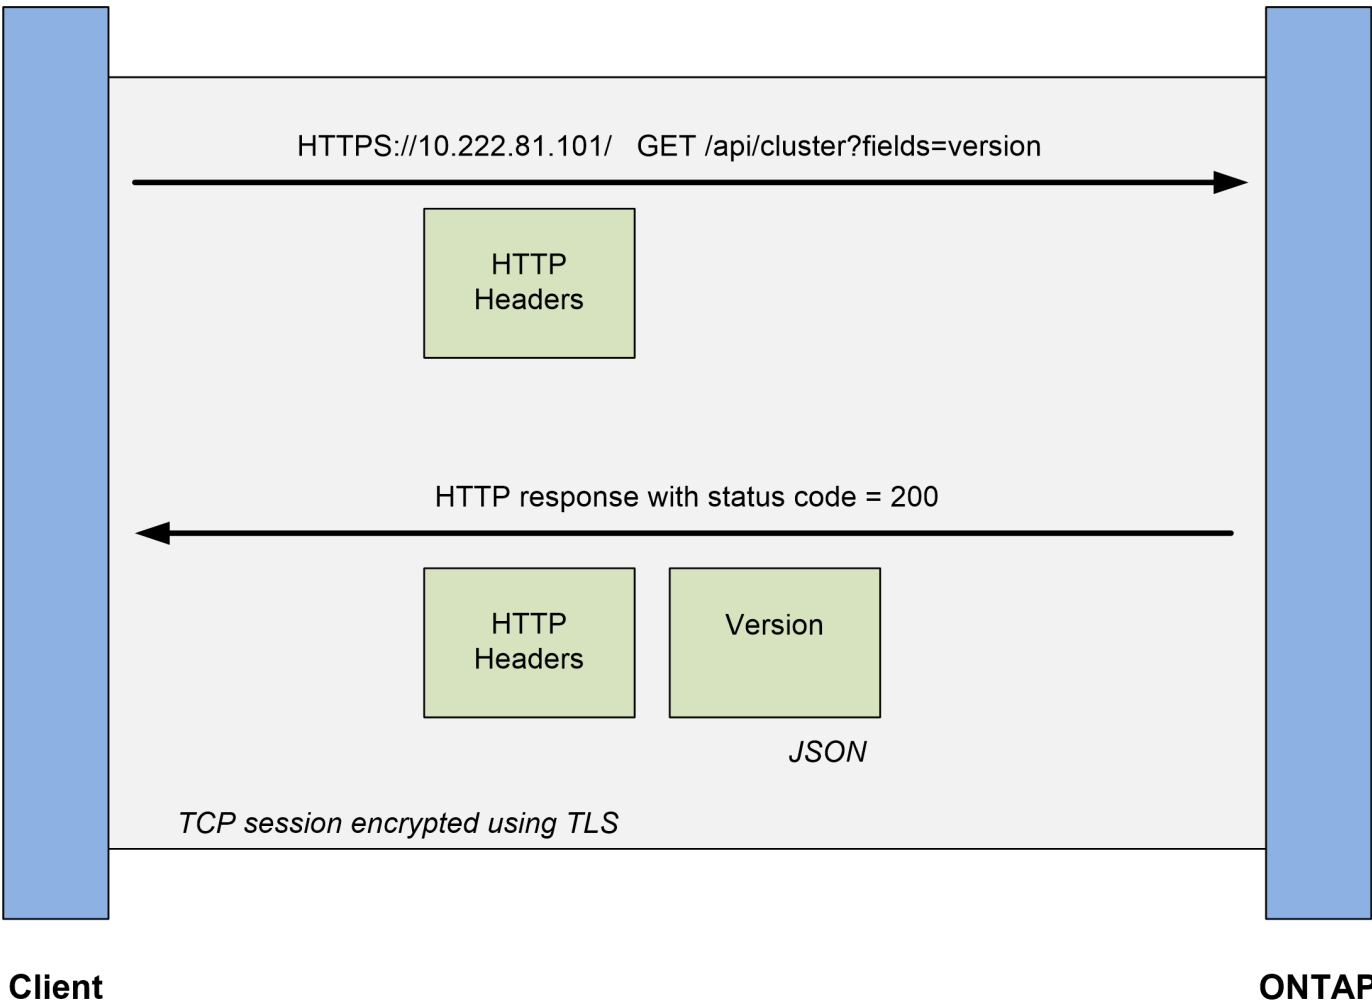 HTTPS://10.222.81.101/ GET /api/cluster?fields=version
HTTP
Headers
HTTP response with status code = 200
HTTP
Headers
Version
JSON
TCP session encrypted using TLS
Client
ONTAP